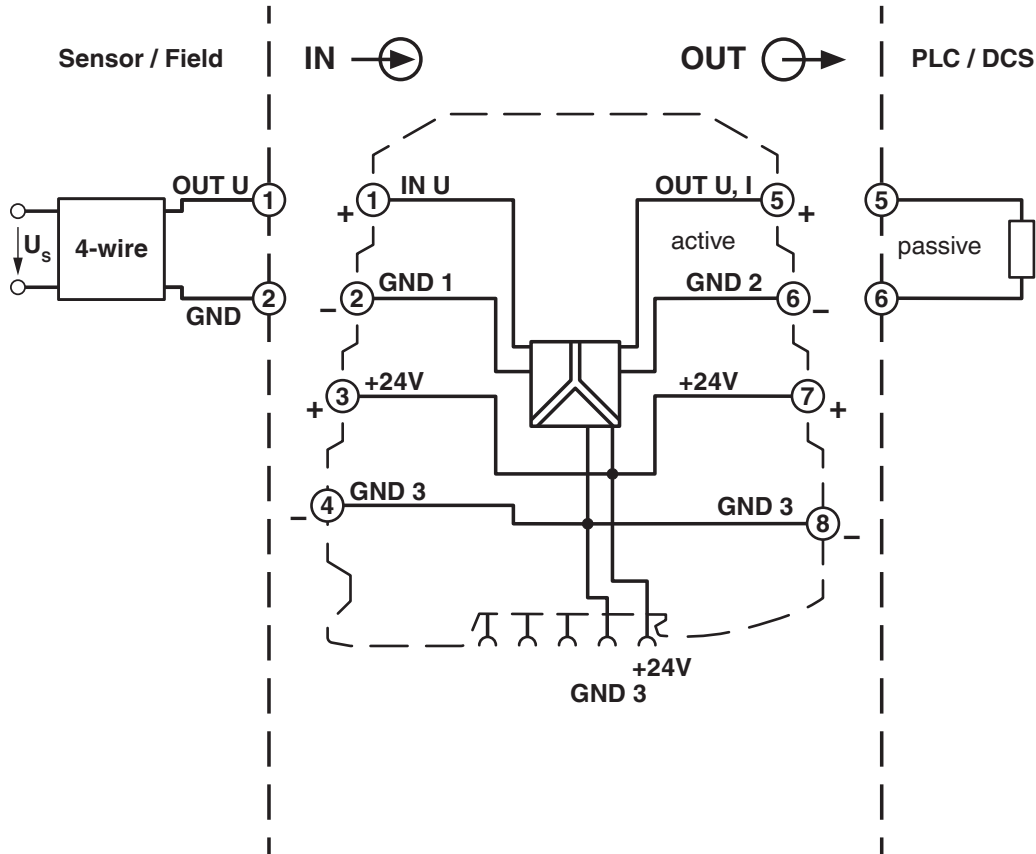 Sensor / Field
IN
OUT
PLC / DCS
OUT U
1
1
IN U
OUT U, I
5
5
+
+
U_S
4-wire
active
passive
2
GND
–
2
GND 1
GND 2
6
–
6
+
3
+24V
+24V
7
+
–
4
GND 3
GND 3
8
–
+24V
GND 3